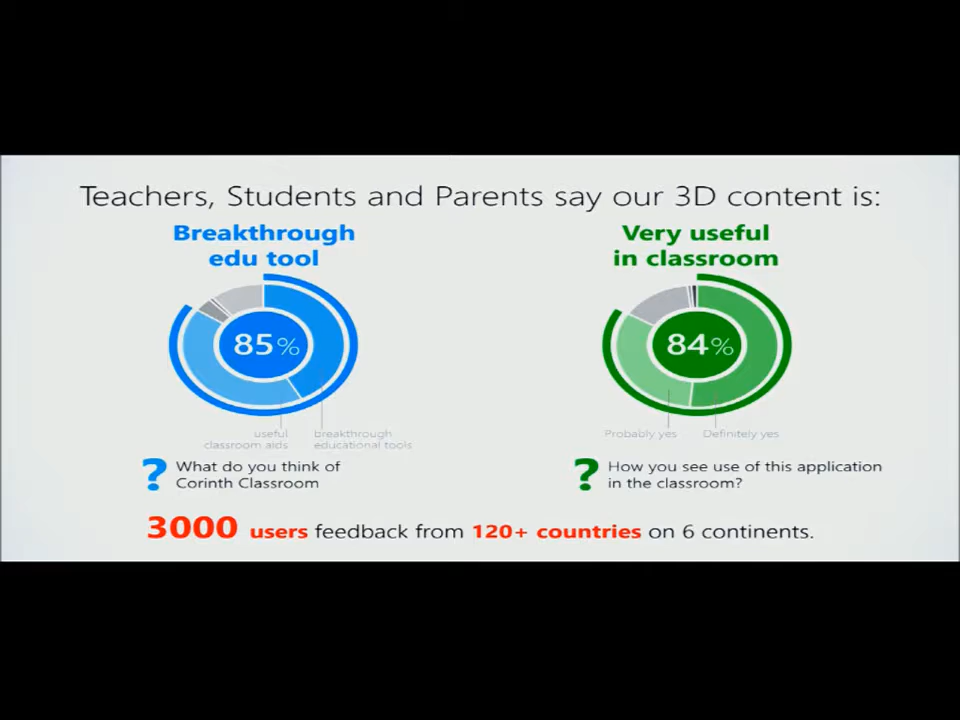 Teachers, Students and Parents say our 3D content is:
Breakthrough
edu tool
85%
useful
classroom aids
breakthrough
educational tools
? What do you think of
Corinth Classroom
Very useful
in classroom
84%
Probably yes
Definitely yes
? How you see use of this application
in the classroom?
3000 users feedback from 120+ countries on 6 continents.